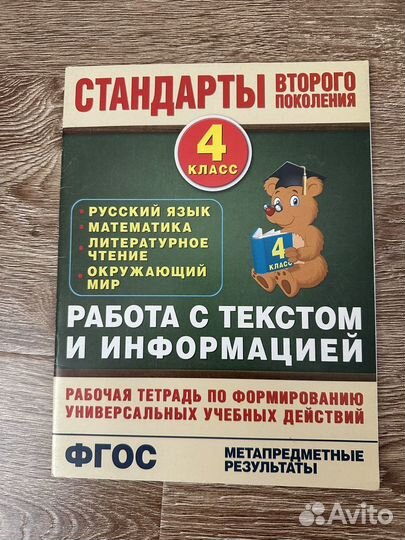 СТАНДАРТЫ ВТОРОГО
ПОКОЛЕНИЯ
4
КЛАСС
• РУССКИЙ ЯЗЫК
• МАТЕМАТИКА
• ЛИТЕРАТУРНОЕ
ЧТЕНИЕ
• ОКРУЖАЮЩИЙ
МИР
4
КЛАСС
РАБОТА С ТЕКСТОМ
И ИНФОРМАЦИЕЙ
РАБОЧАЯ ТЕТРАДЬ ПО ФОРМИРОВАНИЮ
УНИВЕРСАЛЬНЫХ УЧЕБНЫХ ДЕЙСТВИЙ
ФГОС
МЕТАПРЕДМЕТНЫЕ
РЕЗУЛЬТАТЫ
Avito